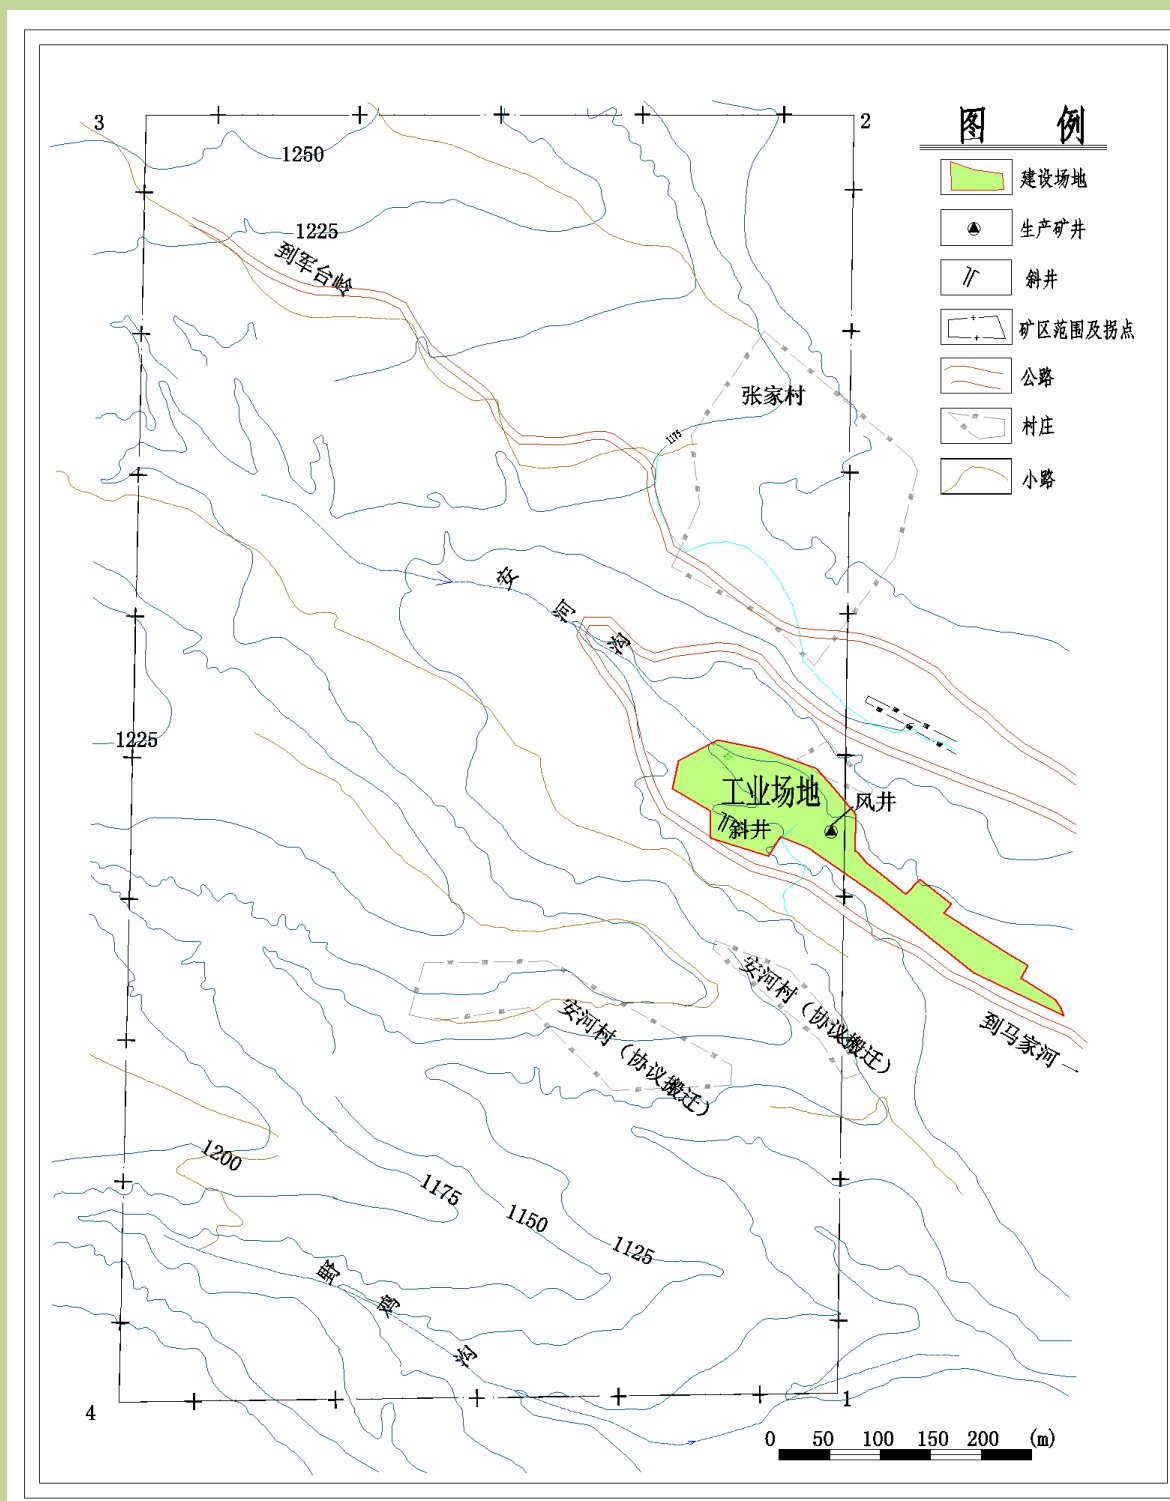 3
2
图 例
1250
建设场地
1225
生产矿井
到军台岭
斜井
矿区范围及拐点
公路
张家村
村庄
1175
小路
安河沟
1225
工业场地
风井
斜井
安河村（协议搬迁）
安河村（协议搬迁）
到马家河
1200
1175
1150
1125
野鸡沟
4
1
0 50 100 150 200 (m)